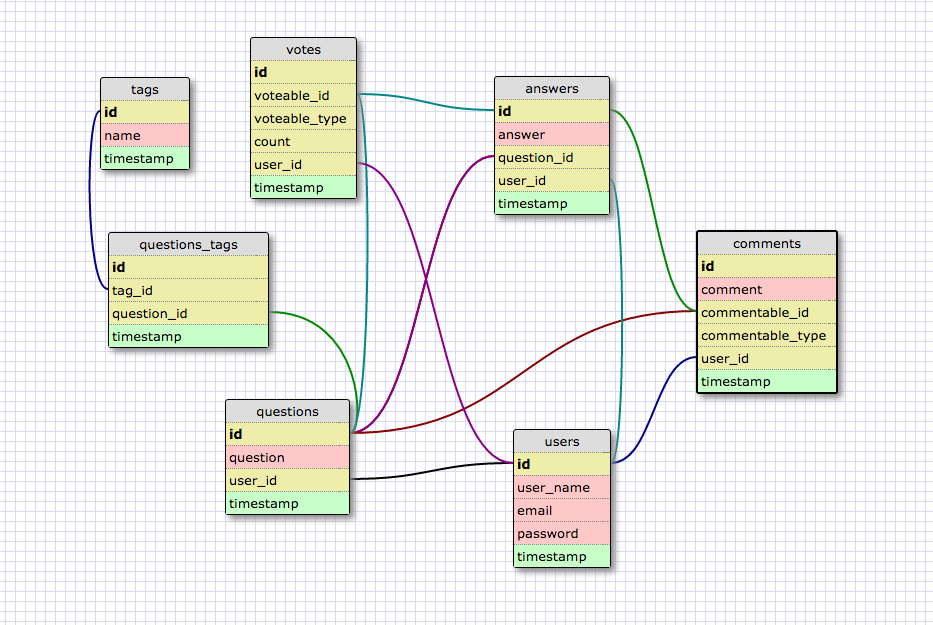 tags
id
name
timestamp
votes
id
voteable_id
voteable_type
count
user_id
timestamp
answers
id
answer
question_id
user_id
timestamp
questions_tags
id
tag_id
question_id
timestamp
comments
id
comment
commentable_id
commentable_type
user_id
timestamp
questions
id
question
user_id
timestamp
users
id
user_name
email
password
timestamp